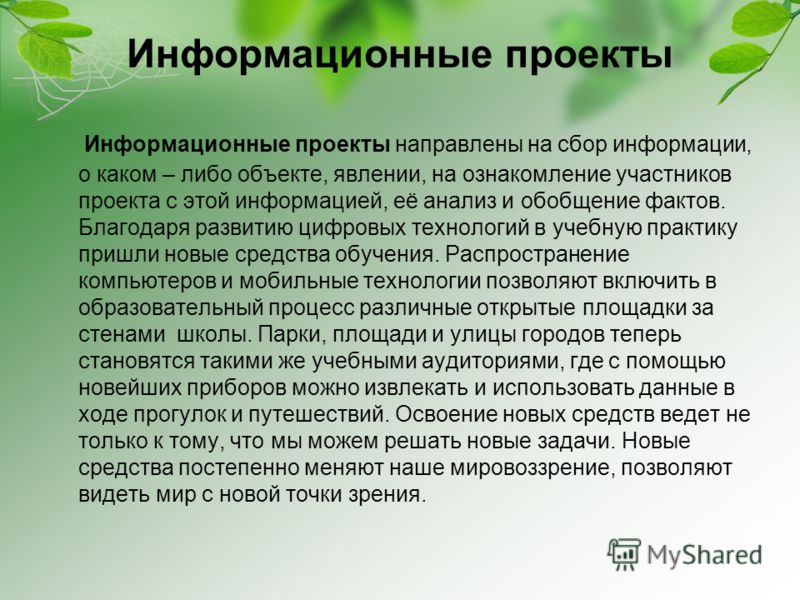 Информационные проекты
Информационные проекты направлены на сбор информации,
о каком – либо объекте, явлении, на ознакомление участников
проекта с этой информацией, её анализ и обобщение фактов.
Благодаря развитию цифровых технологий в учебную практику
пришли новые средства обучения. Распространение
компьютеров и мобильные технологии позволяют включить в
образовательный процесс различные открытые площадки за
стенами школы. Парки, площади и улицы городов теперь
становятся такими же учебными аудиториями, где с помощью
новейших приборов можно извлекать и использовать данные в
ходе прогулок и путешествий. Освоение новых средств ведет не
только к тому, что мы можем решать новые задачи. Новые
средства постепенно меняют наше мировоззрение, позволяют
видеть мир с новой точки зрения.
MyShared